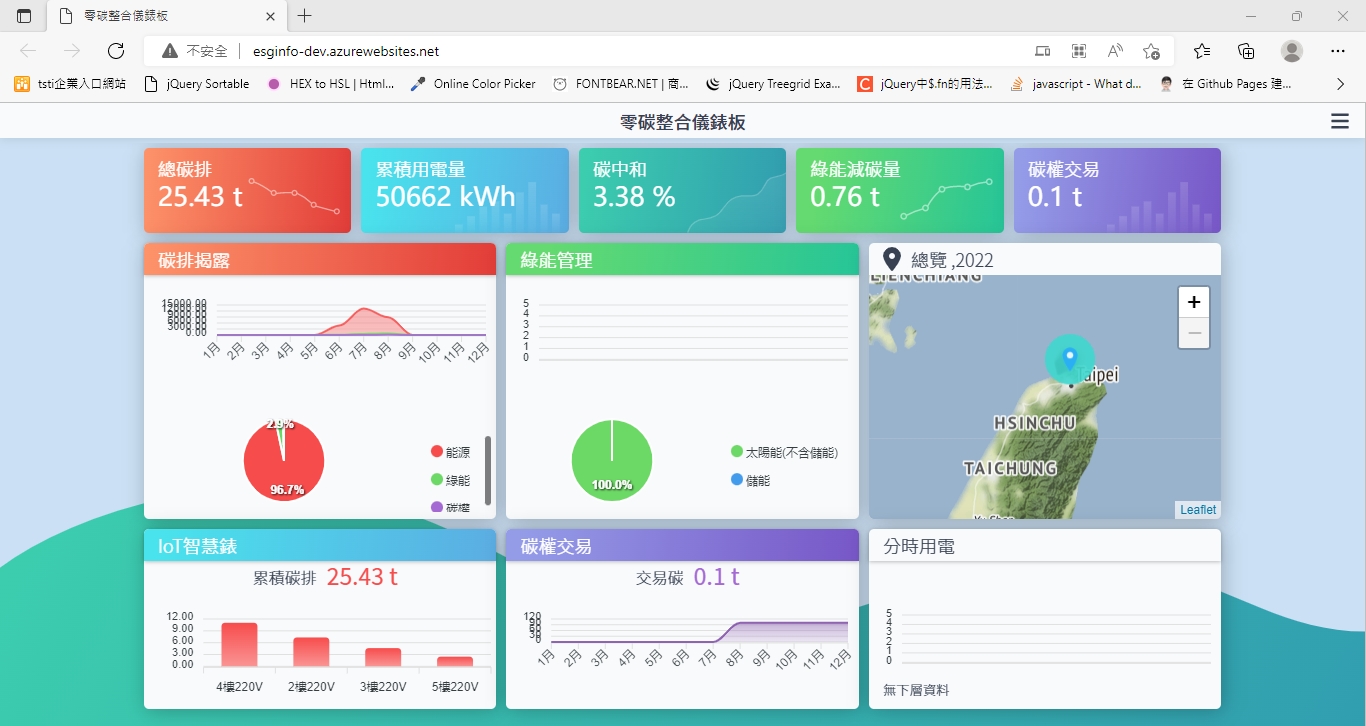 零碳整合儀錶板
不安全 esginfo-dev.azurewebsites.net
tsti企業入口網站 jQuery Sortable HEX to HSL | Html... Online Color Picker FONTBEAR.NET | 商... jQuery Treegrid Exa... jQuery中$.fn的用法... javascript - What d... 在 Github Pages 建...
零碳整合儀錶板
總碳排
25.43 t
累積用電量
50662 kWh
碳中和
3.38 %
綠能減碳量
0.76 t
碳權交易
0.1 t
碳排揭露
15000.00
12000.00
9000.00
6000.00
3000.00
0.00
1月 2月 3月 4月 5月 6月 7月 8月 9月 10月 11月 12月
2.9%
96.7%
能源
綠能
碳權
綠能管理
5
4
3
2
1
0
100.0%
太陽能(不含儲能)
儲能
總覽 ,2022
LIENCHIANG
+
−
Taipei
HSINCHU
TAICHUNG
Yu Shan
Leaflet
IoT智慧錶
累積碳排 25.43 t
12.00
9.00
6.00
3.00
0.00
4樓220V 2樓220V 3樓220V 5樓220V
碳權交易
交易碳 0.1 t
120
90
60
30
0
1月 2月 3月 4月 5月 6月 7月 8月 9月 10月 11月 12月
分時用電
5
4
3
2
1
0
無下層資料